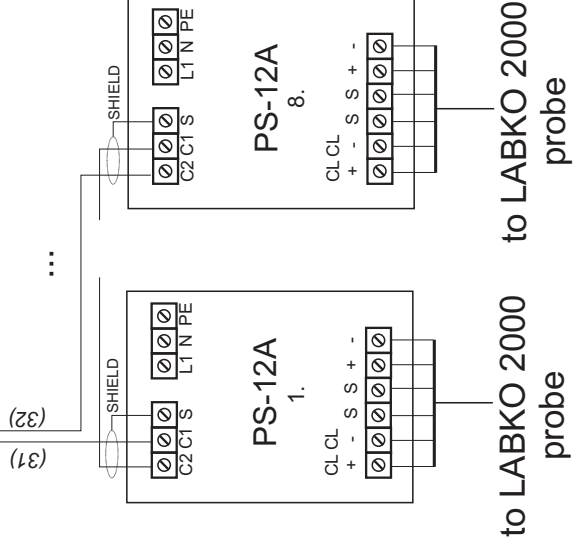 (31)
(32)
...
SHIELD
C2 C1 S
L1 N PE
PS-12A
1.
CL CL
+ - S S + -
to LABKO 2000
probe
SHIELD
C2 C1 S
L1 N PE
PS-12A
8.
CL CL
+ - S S + -
to LABKO 2000
probe